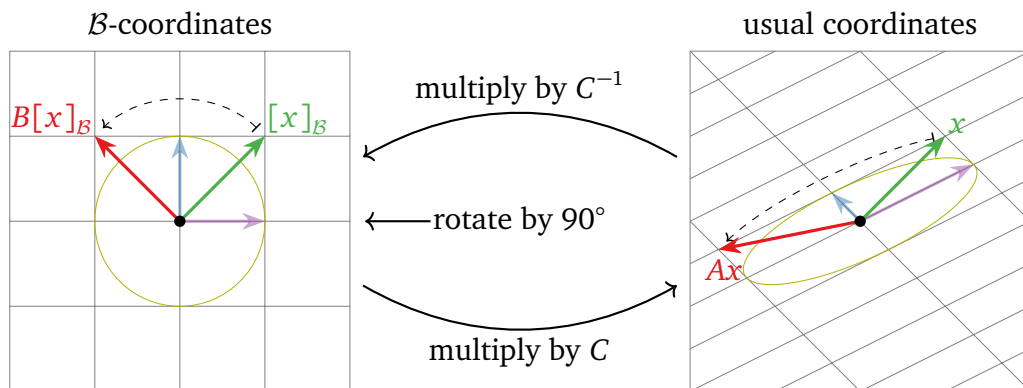 𝓑-coordinates
usual coordinates
multiply by C⁻¹
B[x]𝓑
[x]𝓑
x
rotate by 90°
Ax
multiply by C